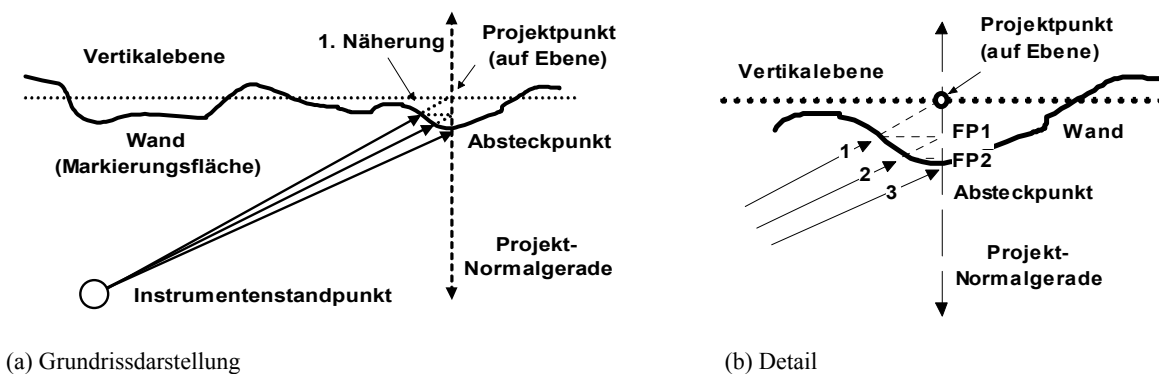 Vertikalebene
1. Näherung
Projektpunkt
(auf Ebene)
Wand
(Markierungsfläche)
Absteckpunkt
Projekt-
Normalgerade
Instrumentenstandpunkt
(a) Grundrissdarstellung
Projektpunkt
(auf Ebene)
Vertikalebene
FP1
Wand
1
FP2
2
3
Absteckpunkt
Projekt-
Normalgerade
(b) Detail